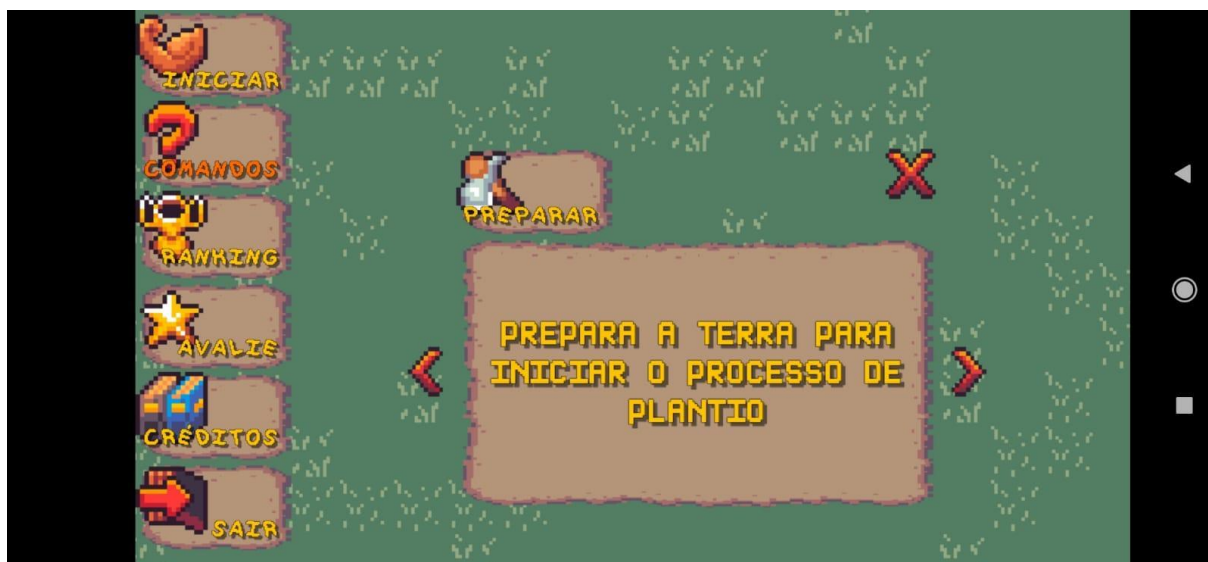 INICIAR
COMANDOS
RANKING
AVALIE
CRÉDITOS
SAIR
PREPARAR
PREPARA A TERRA PARA
INICIAR O PROCESSO DE
PLANTIO